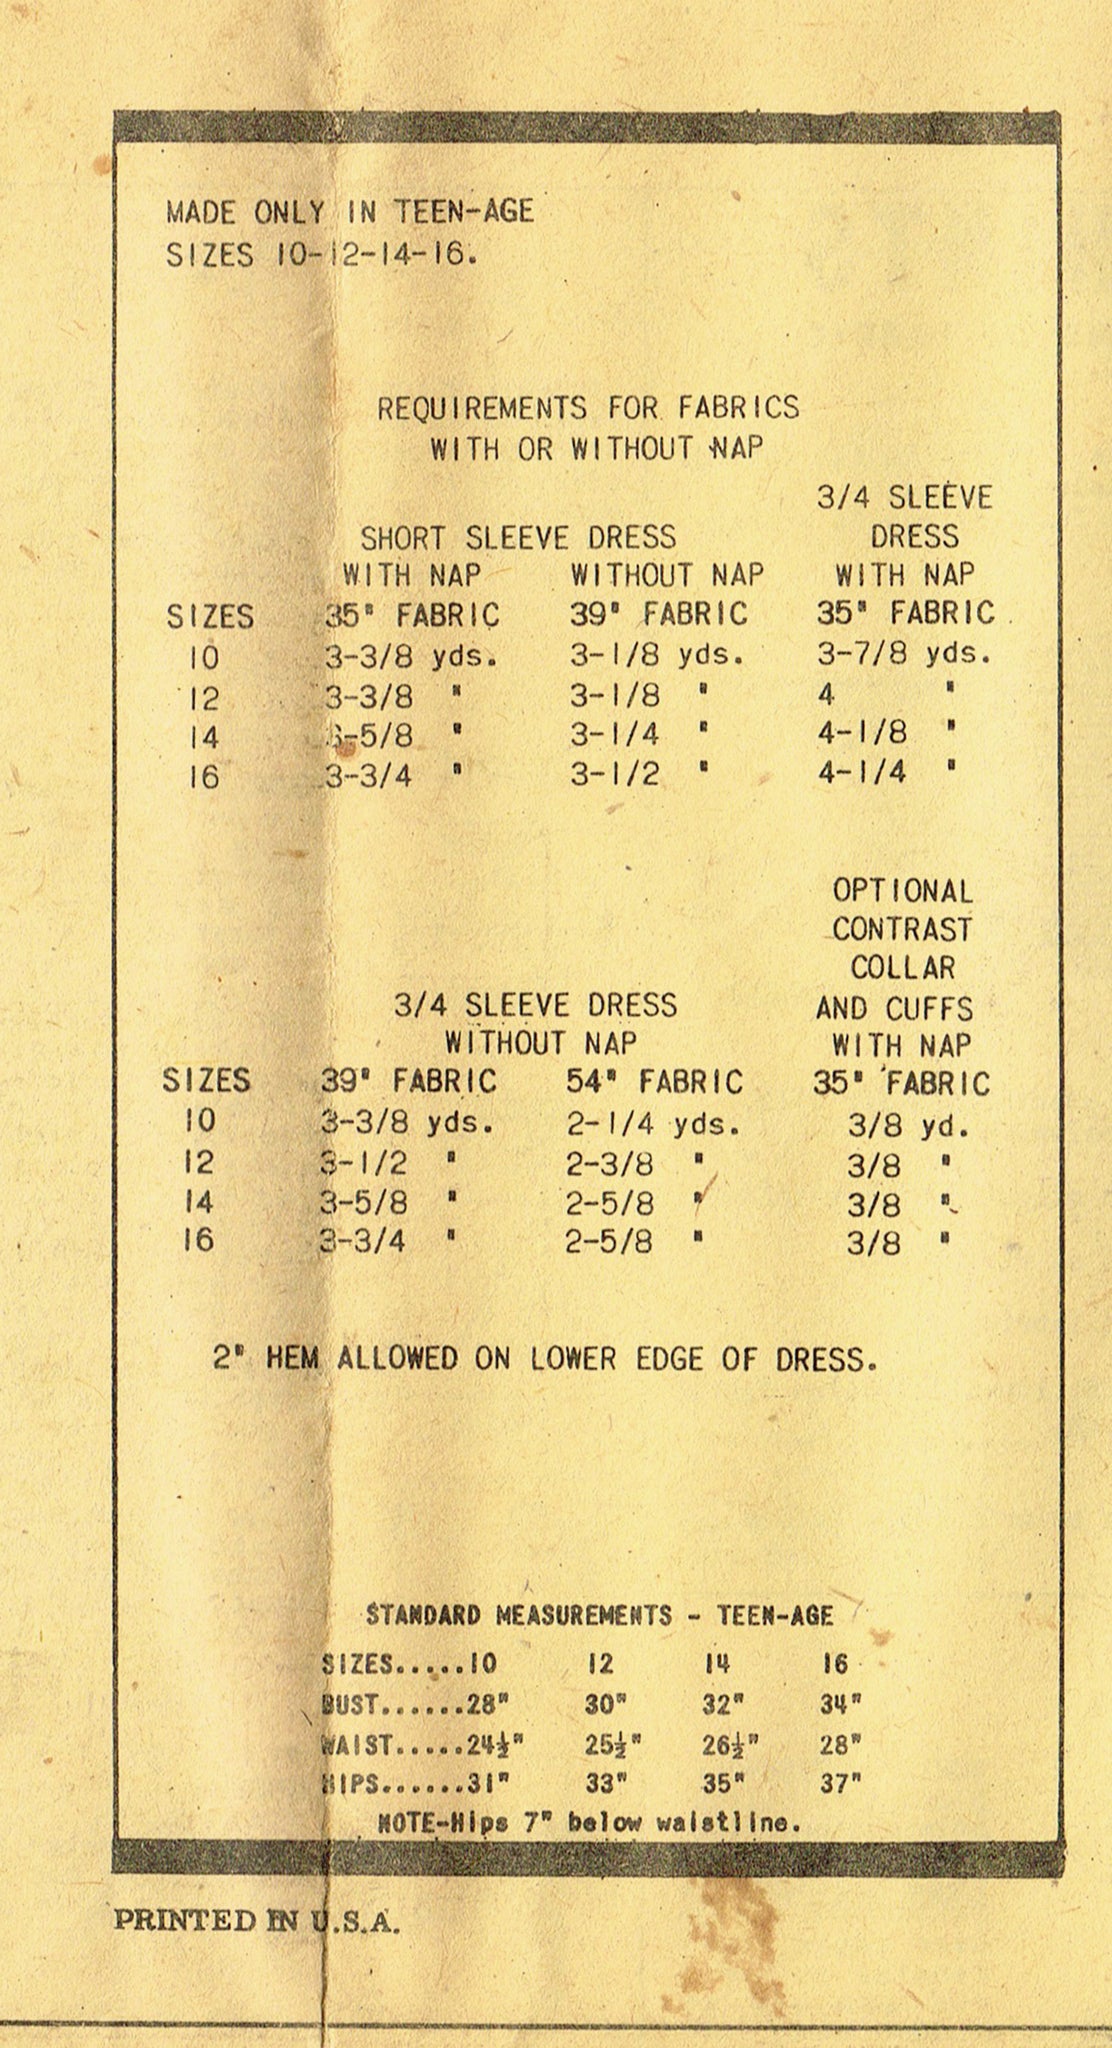 MADE ONLY IN TEEN-AGE
SIZES 10-12-14-16.
REQUIREMENTS FOR FABRICS
WITH OR WITHOUT NAP
3/4 SLEEVE
SHORT SLEEVE DRESS DRESS
WITH NAP WITHOUT NAP WITH NAP
SIZES 35" FABRIC 39" FABRIC 35" FABRIC
10 3-3/8 yds. 3-1/8 yds. 3-7/8 yds.
12 3-3/8 " 3-1/8 " 4 "
14 3-5/8 " 3-1/4 " 4-1/8 "
16 3-3/4 " 3-1/2 " 4-1/4 "
OPTIONAL
CONTRAST
COLLAR
3/4 SLEEVE DRESS AND CUFFS
WITHOUT NAP WITH NAP
SIZES 39" FABRIC 54" FABRIC 35" FABRIC
10 3-3/8 yds. 2-1/4 yds. 3/8 yd.
12 3-1/2 " 2-3/8 " 3/8 "
14 3-5/8 " 2-5/8 " 3/8 "
16 3-3/4 " 2-5/8 " 3/8 "
2" HEM ALLOWED ON LOWER EDGE OF DRESS.
STANDARD MEASUREMENTS - TEEN-AGE
SIZES.....10 12 14 16
BUST......28" 30" 32" 34"
WAIST.....24½" 25½" 26½" 28"
HIPS......31" 33" 35" 37"
NOTE-Hips 7" below waistline.
PRINTED IN U.S.A.